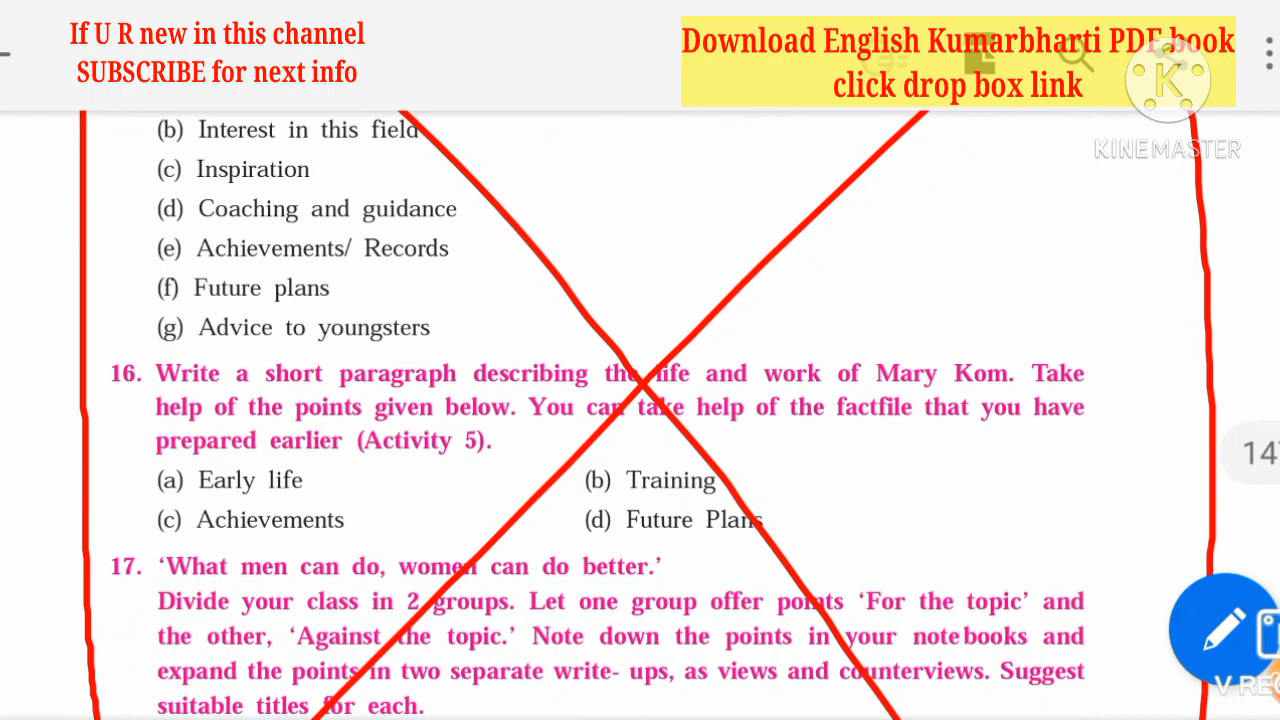 If U R new in this channel
SUBSCRIBE for next info
Download English Kumarbharti PDF book
click drop box link
K
KINEMASTER
(b) Interest in this field
(c) Inspiration
(d) Coaching and guidance
(e) Achievements/ Records
(f) Future plans
(g) Advice to youngsters
16. Write a short paragraph describing the life and work of Mary Kom. Take
help of the points given below. You can take help of the factfile that you have
prepared earlier (Activity 5).
(a) Early life (b) Training
(c) Achievements (d) Future Plans
17. ‘What men can do, women can do better.’
Divide your class in 2 groups. Let one group offer points ‘For the topic’ and
the other, ‘Against the topic.’ Note down the points in your notebooks and
expand the points in two separate write- ups, as views and counterviews. Suggest
suitable titles for each.
V REC